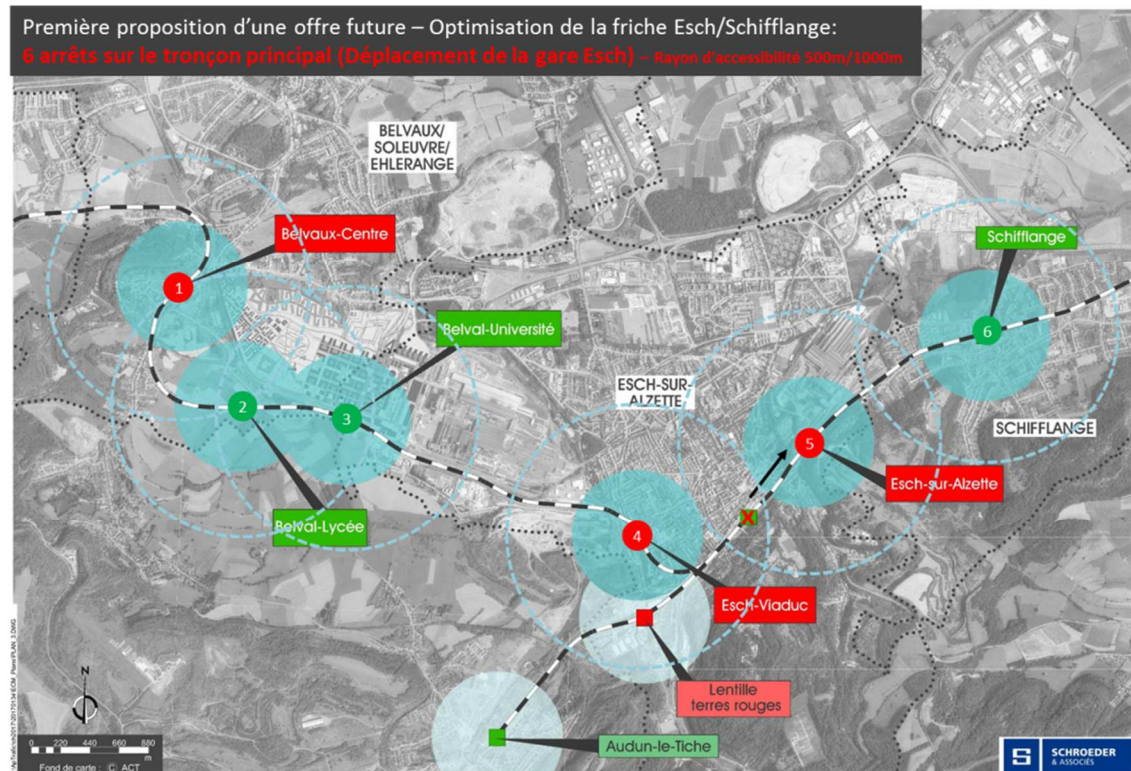 Première proposition d'une offre future – Optimisation de la friche Esch/Schifflange:
6 arrêts sur le tronçon principal (Déplacement de la gare Esch) – Rayon d'accessibilité 500m/1000m
BELVAUX/
SOLEUVRE/
EHLERANGE
Belvaux-Centre
Schifflange
1
Belval-Université
6
ESCH-SUR-
ALZETTE
2
3
SCHIFFLANGE
5
Esch-sur-Alzette
Belval-Lycée
X
4
Esch-Viaduc
Lentille
terres rouges
N
Audun-le-Tiche
0 220 440 660 880
m
Fond de carte : © ACT
S
SCHROEDER
& ASSOCIÉS